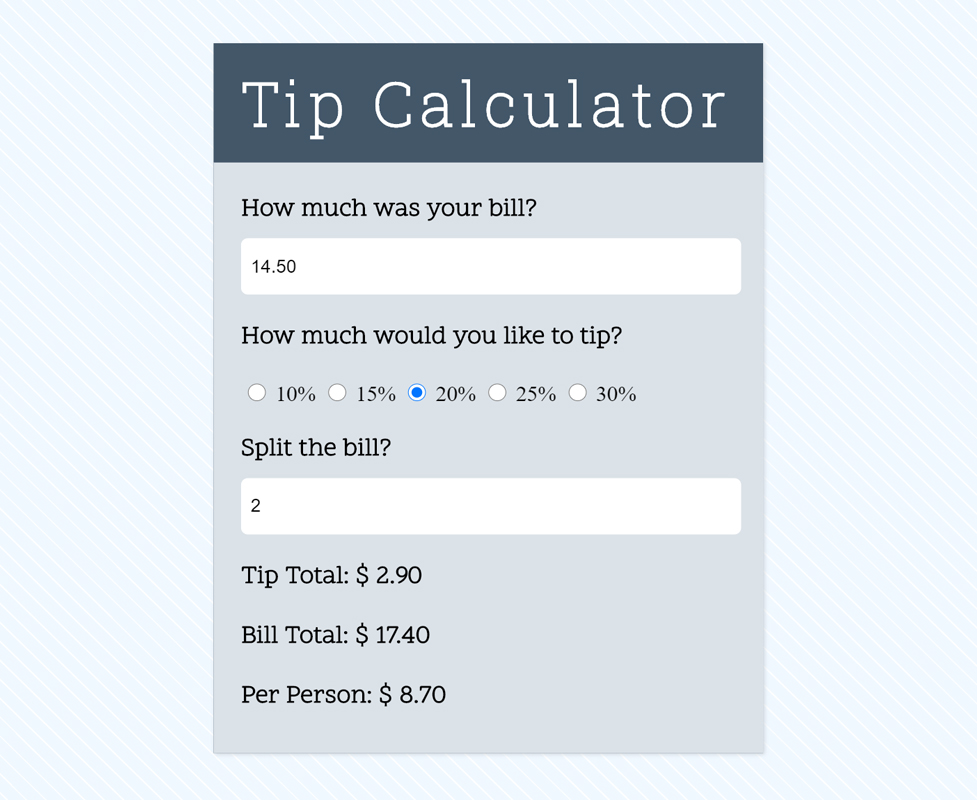 Tip Calculator
How much was your bill?
14.50
How much would you like to tip?
10% 15% 20% 25% 30%
Split the bill?
2
Tip Total: $ 2.90
Bill Total: $ 17.40
Per Person: $ 8.70